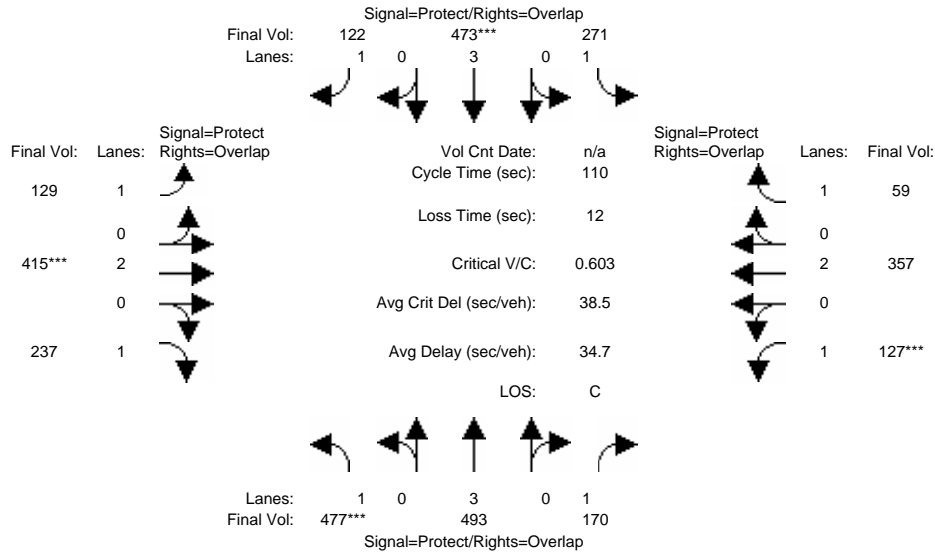 Signal=Protect/Rights=Overlap
Final Vol: 122 473*** 271
Lanes: 1 0 3 0 1
Signal=Protect
Final Vol: Lanes: Rights=Overlap
Vol Cnt Date: n/a
Signal=Protect
Rights=Overlap Lanes: Final Vol:
Cycle Time (sec): 110
129 1
1 59
Loss Time (sec): 12
0
0
415*** 2
Critical V/C: 0.603
2 357
0
Avg Crit Del (sec/veh): 38.5
0
237 1
Avg Delay (sec/veh): 34.7
1 127***
LOS: C
Lanes: 1 0 3 0 1
Final Vol: 477*** 493 170
Signal=Protect/Rights=Overlap